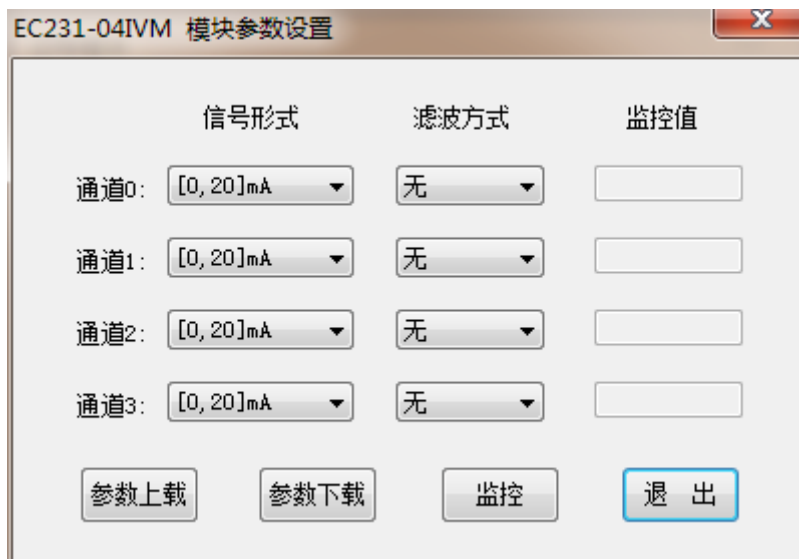 EC231-04IVM 模块参数设置
信号形式 滤波方式 监控值
通道0: [0,20]mA 无
通道1: [0,20]mA 无
通道2: [0,20]mA 无
通道3: [0,20]mA 无
参数上载 参数下载 监控 退 出